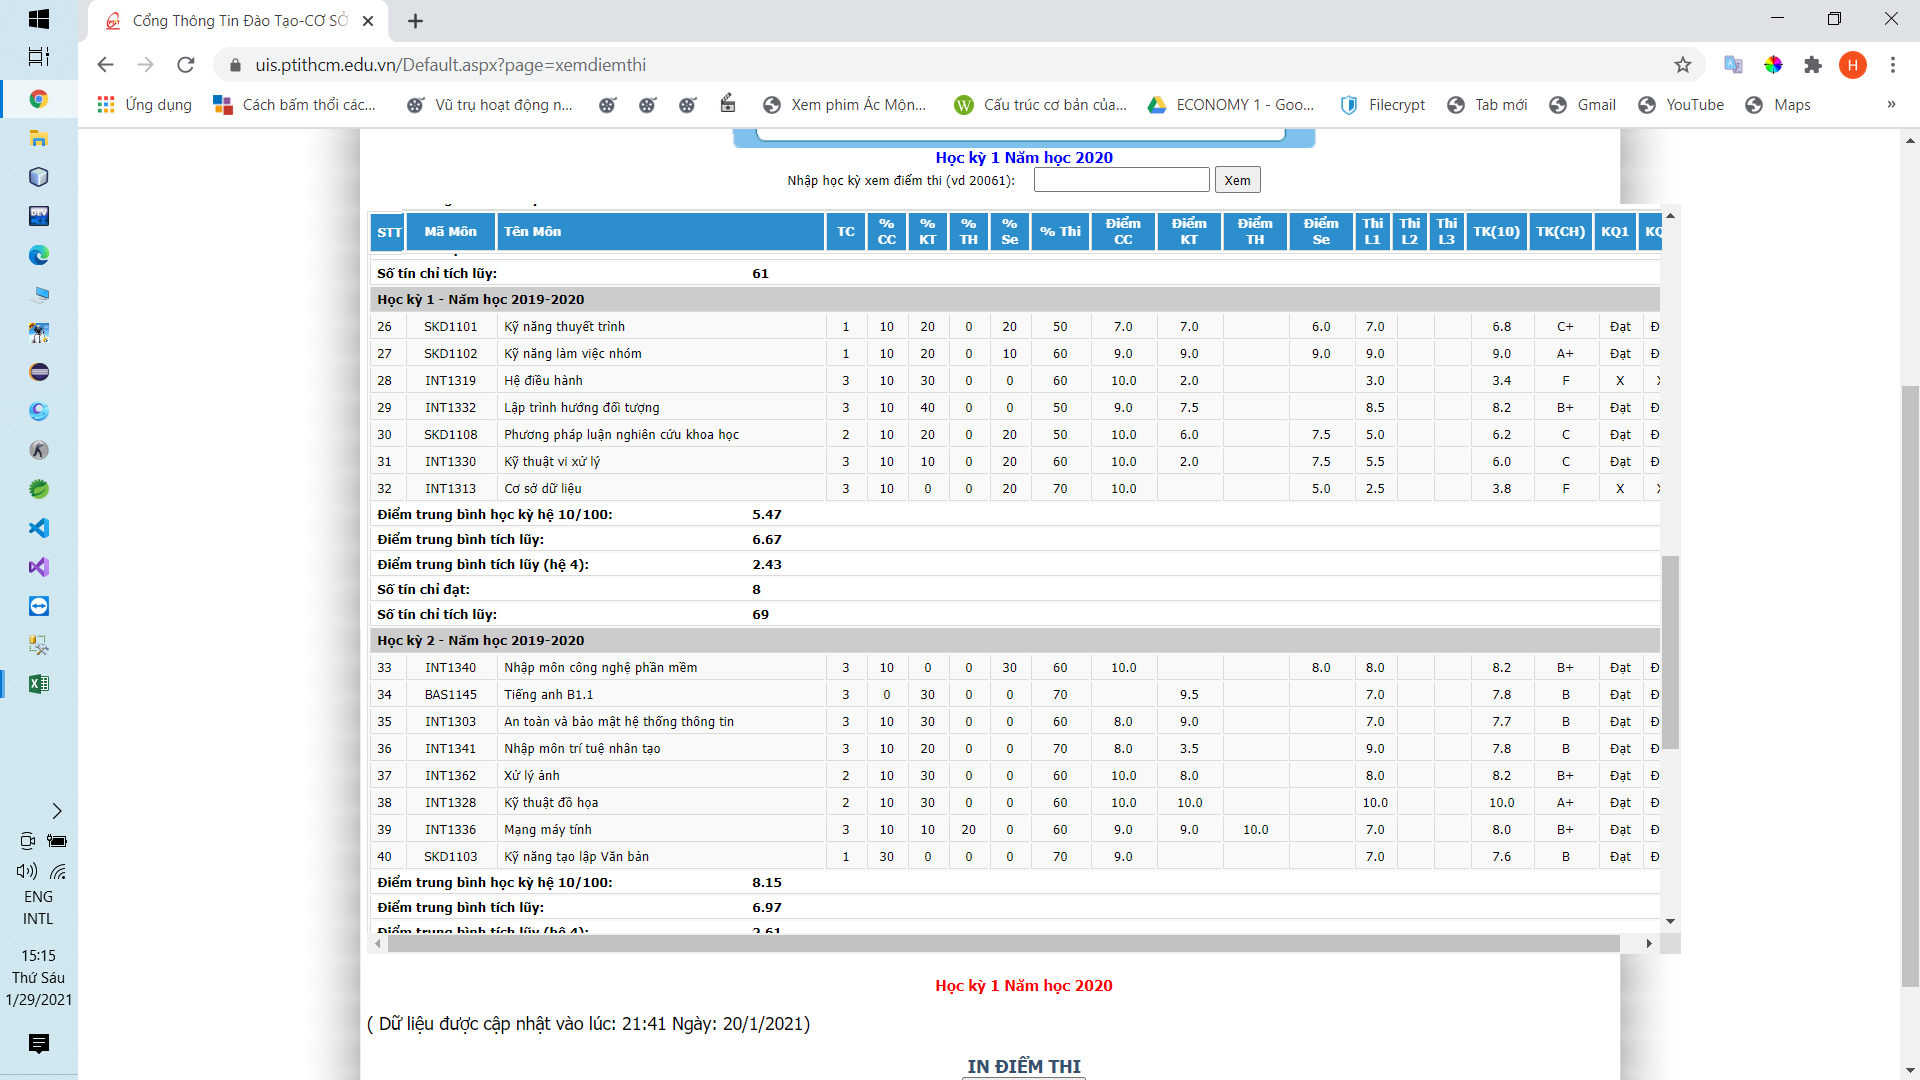 Cổng Thông Tin Đào Tạo-CƠ SỞ
uis.ptithcm.edu.vn/Default.aspx?page=xemdiemthi
H
Ứng dụng Cách bấm thổi các... Vũ trụ hoạt động n... Xem phim Ác Mộn... Cấu trúc cơ bản của... ECONOMY 1 - Goo... Filecrypt Tab mới Gmail YouTube Maps »
Học kỳ 1 Năm học 2020
Nhập học kỳ xem điểm thi (vd 20061): Xem
STT Mã Môn Tên Môn TC % CC % KT % TH % Se % Thi Điểm CC Điểm KT Điểm TH Điểm Se Thi L1 Thi L2 Thi L3 TK(10) TK(CH) KQ1 KQ
Số tín chỉ tích lũy: 61
Học kỳ 1 - Năm học 2019-2020
26 SKD1101 Kỹ năng thuyết trình 1 10 20 0 20 50 7.0 7.0 6.0 7.0 6.8 C+ Đạt Đ
27 SKD1102 Kỹ năng làm việc nhóm 1 10 20 0 10 60 9.0 9.0 9.0 9.0 9.0 A+ Đạt Đ
28 INT1319 Hệ điều hành 3 10 30 0 0 60 10.0 2.0 3.0 3.4 F X X
29 INT1332 Lập trình hướng đối tượng 3 10 40 0 0 50 9.0 7.5 8.5 8.2 B+ Đạt Đ
30 SKD1108 Phương pháp luận nghiên cứu khoa học 2 10 20 0 20 50 10.0 6.0 7.5 5.0 6.2 C Đạt Đ
31 INT1330 Kỹ thuật vi xử lý 3 10 10 0 20 60 10.0 2.0 7.5 5.5 6.0 C Đạt Đ
32 INT1313 Cơ sở dữ liệu 3 10 0 0 20 70 10.0 5.0 2.5 3.8 F X X
Điểm trung bình học kỳ hệ 10/100: 5.47
Điểm trung bình tích lũy: 6.67
Điểm trung bình tích lũy (hệ 4): 2.43
Số tín chỉ đạt: 8
Số tín chỉ tích lũy: 69
Học kỳ 2 - Năm học 2019-2020
33 INT1340 Nhập môn công nghệ phần mềm 3 10 0 0 30 60 10.0 8.0 8.0 8.2 B+ Đạt Đ
34 BAS1145 Tiếng anh B1.1 3 0 30 0 0 70 9.5 7.0 7.8 B Đạt Đ
35 INT1303 An toàn và bảo mật hệ thống thông tin 3 10 30 0 0 60 8.0 9.0 7.0 7.7 B Đạt Đ
36 INT1341 Nhập môn trí tuệ nhân tạo 3 10 20 0 0 70 8.0 3.5 9.0 7.8 B Đạt Đ
37 INT1362 Xử lý ảnh 2 10 30 0 0 60 10.0 8.0 8.0 8.2 B+ Đạt Đ
38 INT1328 Kỹ thuật đồ họa 2 10 30 0 0 60 10.0 10.0 10.0 10.0 A+ Đạt Đ
39 INT1336 Mạng máy tính 3 10 10 20 0 60 9.0 9.0 10.0 7.0 8.0 B+ Đạt Đ
40 SKD1103 Kỹ năng tạo lập Văn bản 1 30 0 0 0 70 9.0 7.0 7.6 B Đạt Đ
Điểm trung bình học kỳ hệ 10/100: 8.15
Điểm trung bình tích lũy: 6.97
Điểm trung bình tích lũy (hệ 4): 2.61
Học kỳ 1 Năm học 2020
( Dữ liệu được cập nhật vào lúc: 21:41 Ngày: 20/1/2021)
IN ĐIỂM THI
DEV
ENG
INTL
15:15
Thứ Sáu
1/29/2021